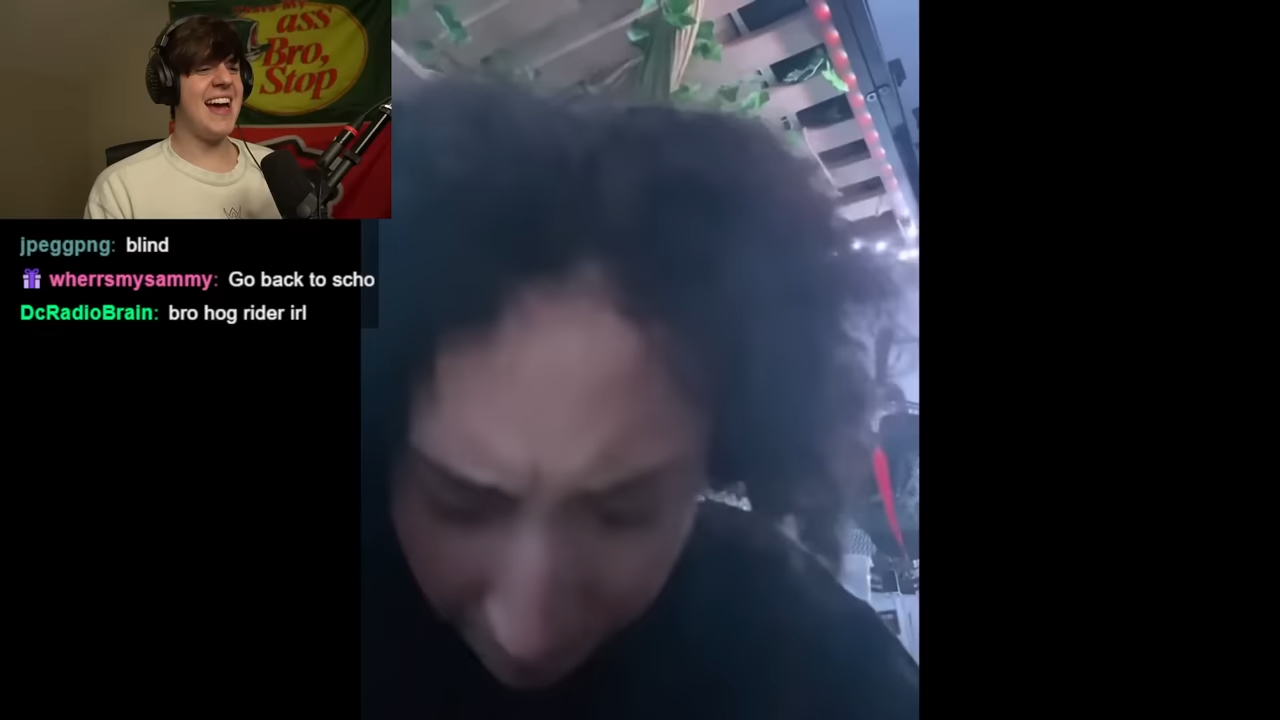 ass
Bro,
Stop
jpeggpng: blind
wherrsmysammy: Go back to scho
DcRadioBrain: bro hog rider irl